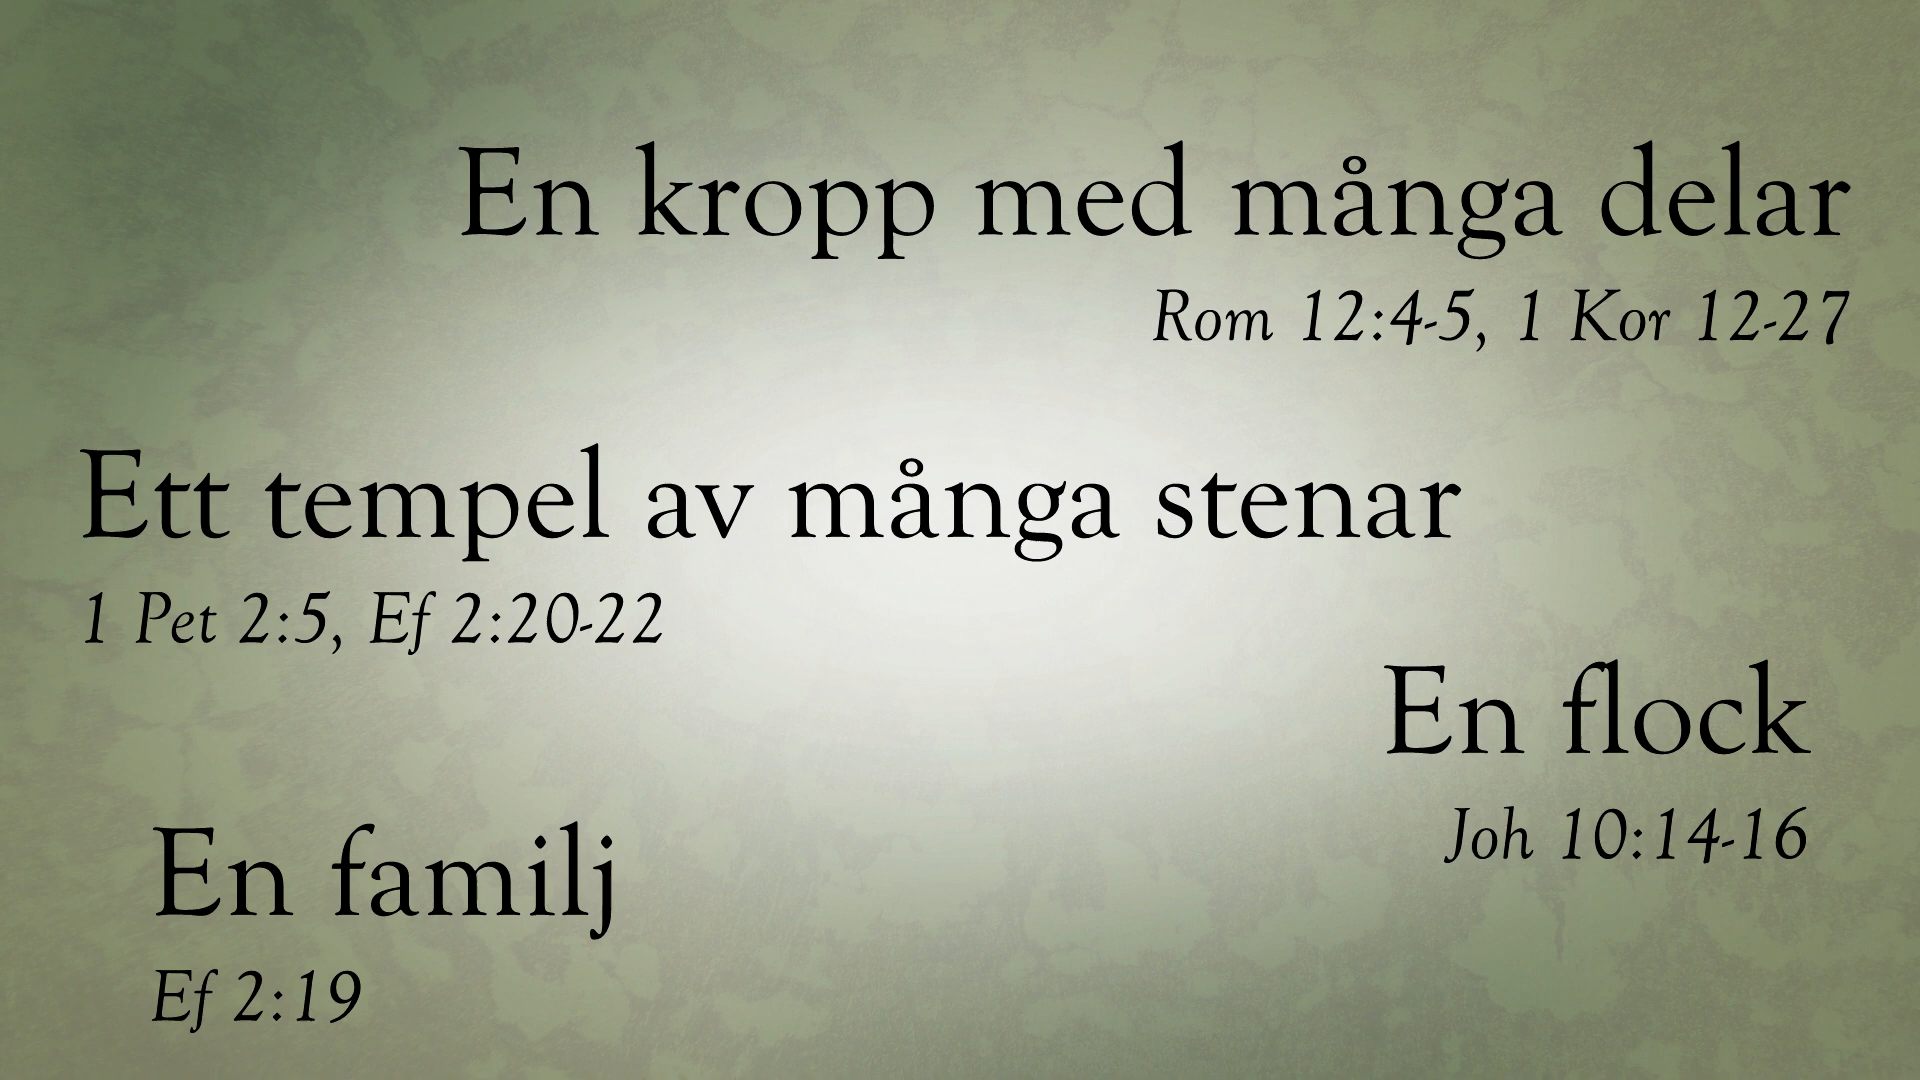 En kropp med många delar
Rom 12:4-5, 1 Kor 12-27
Ett tempel av många stenar
1 Pet 2:5, Ef 2:20-22
En flock
Joh 10:14-16
En familj
Ef 2:19